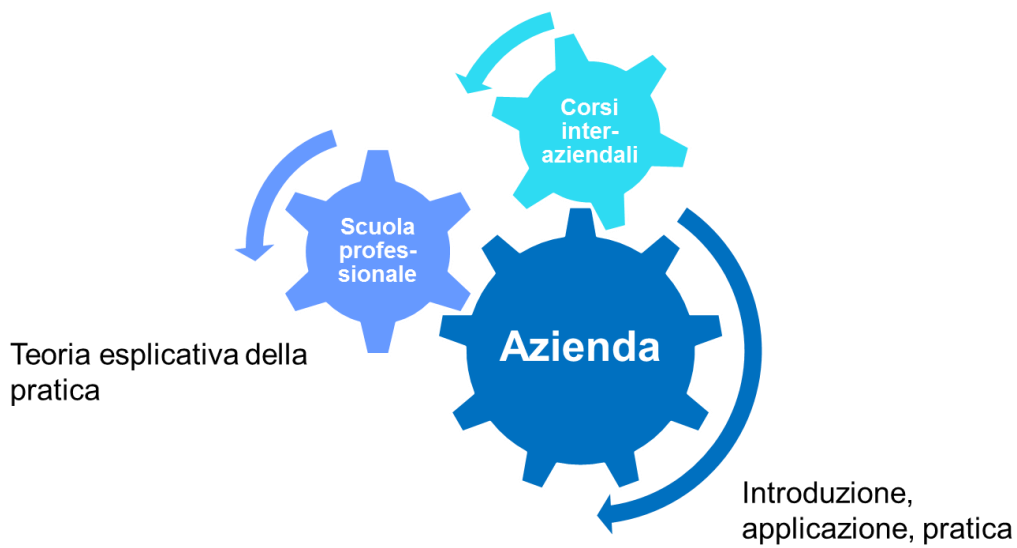 Corsi
inter-
aziendali
Scuola
profes-
sionale
Azienda
Teoria esplicativa della
pratica
Introduzione,
applicazione, pratica